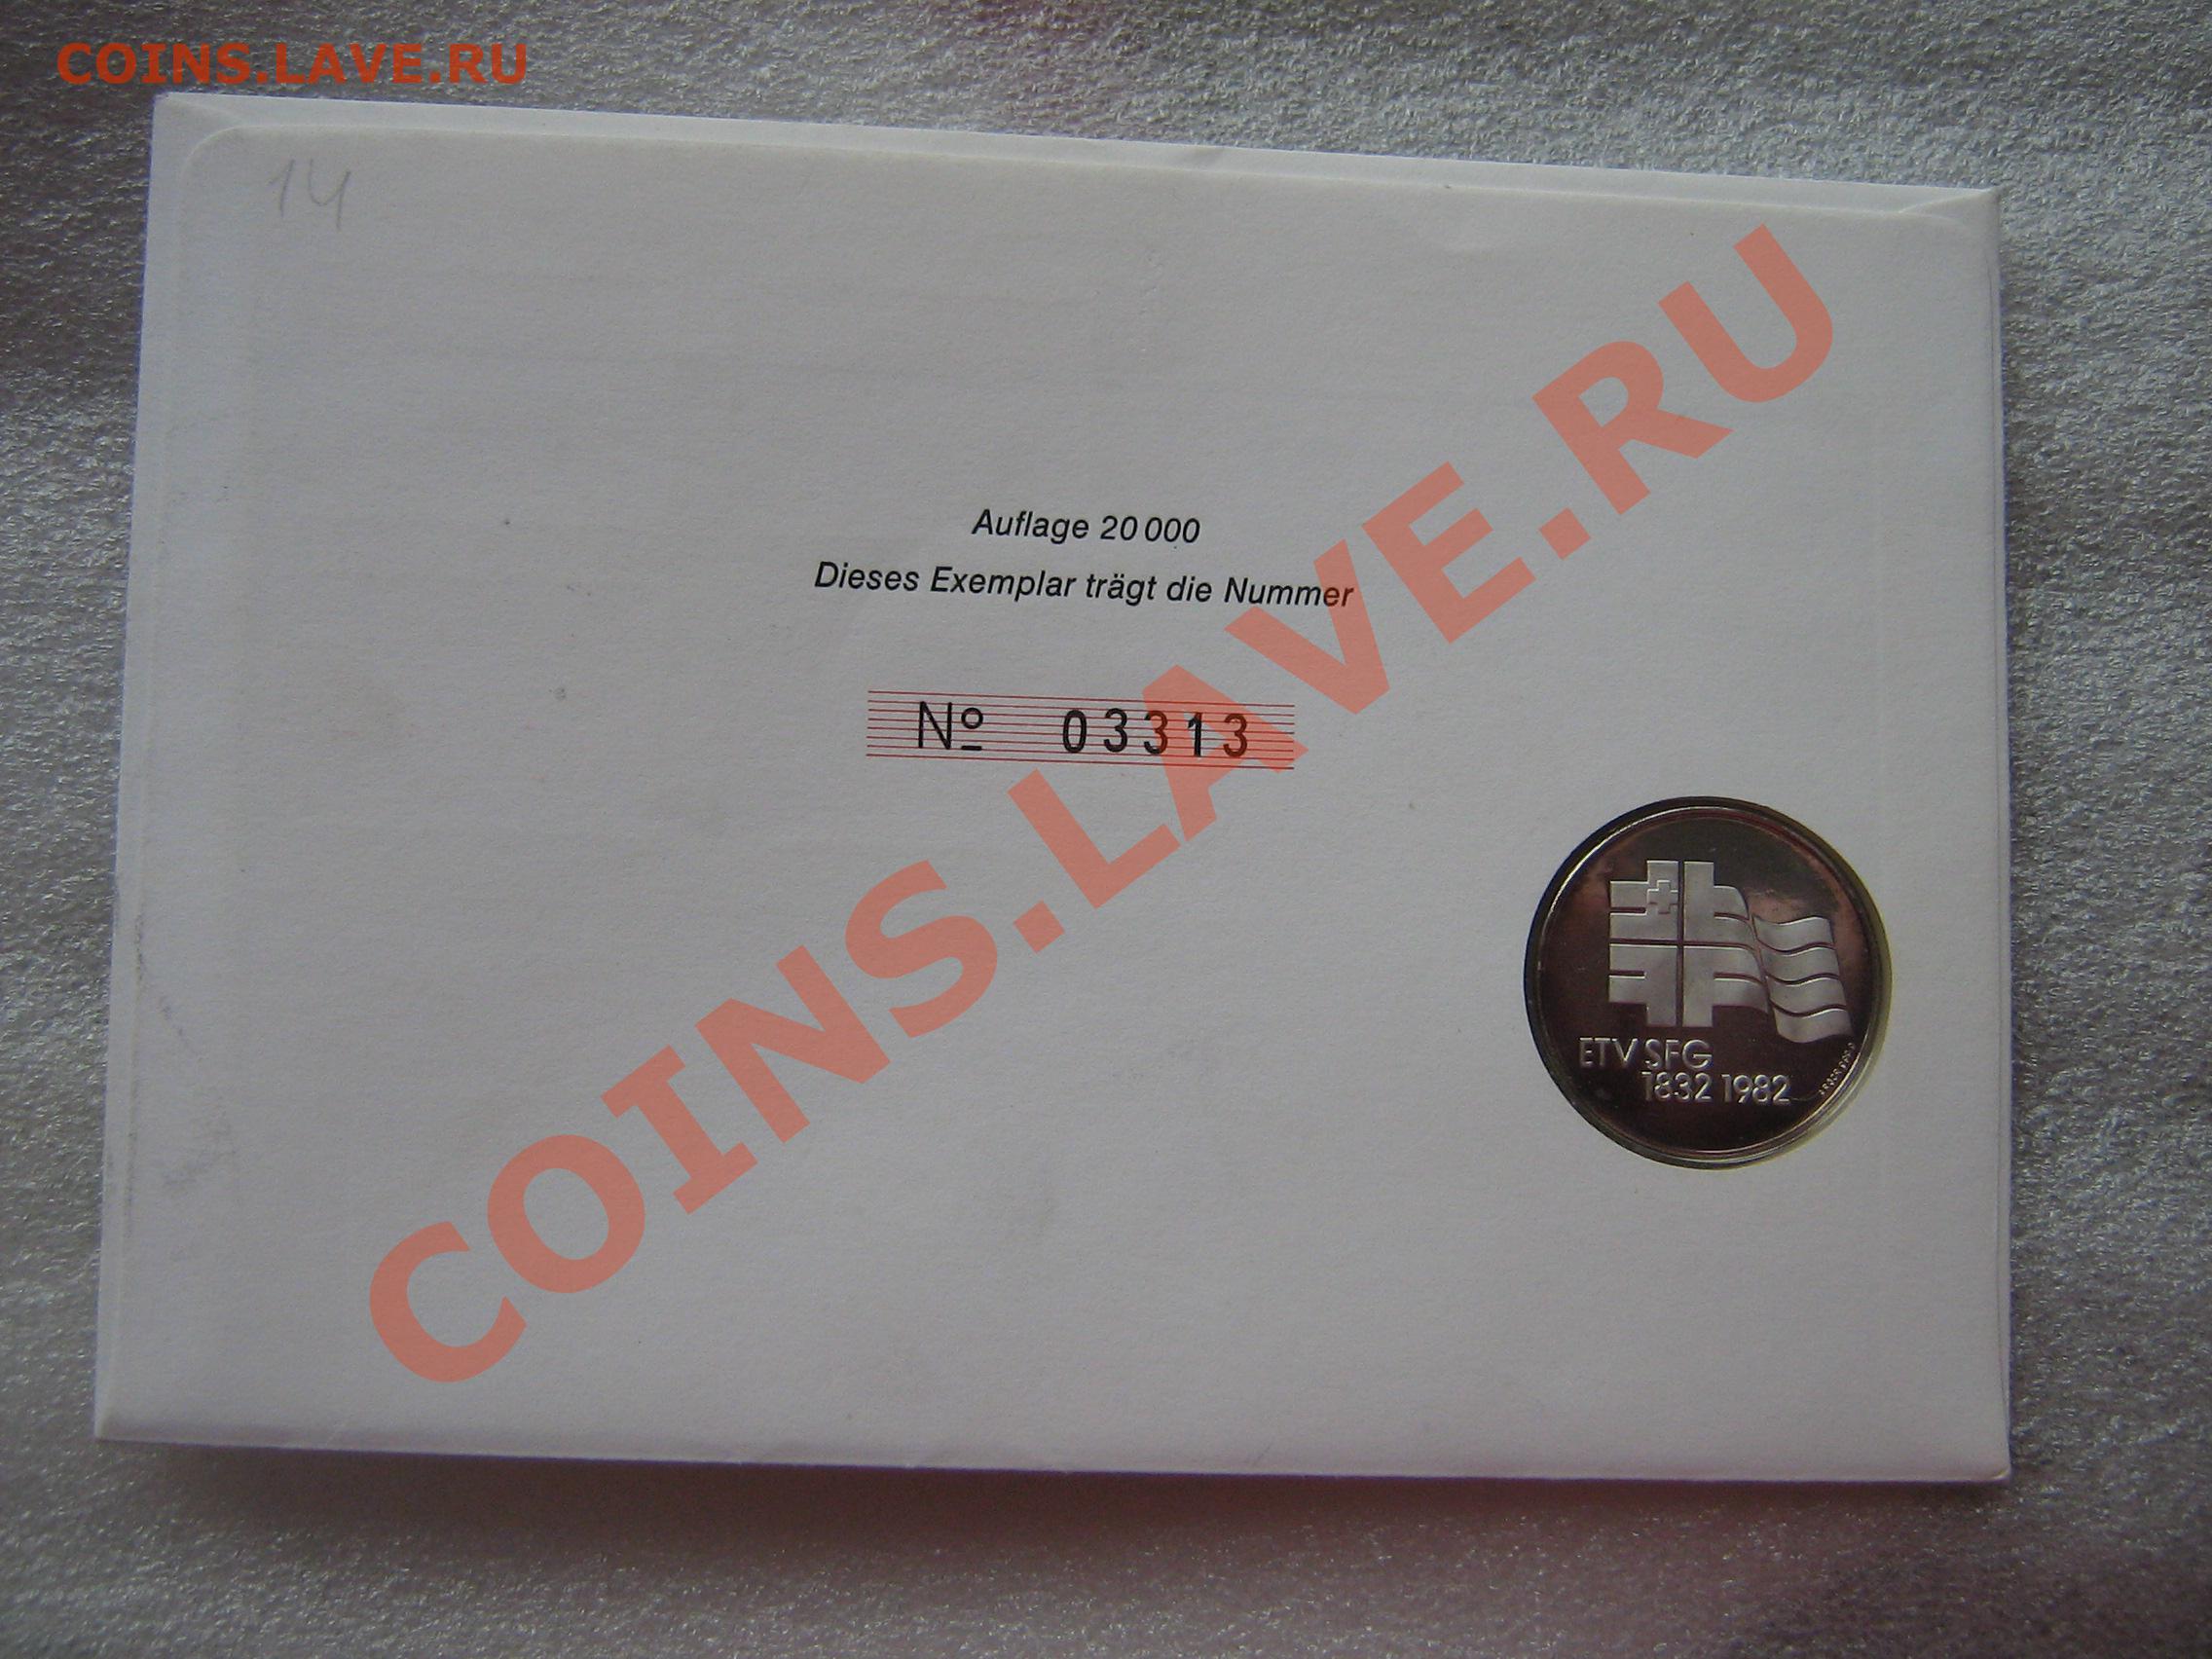 COINS.LAVE.RU
14
Auflage 20 000
Dieses Exemplar trägt die Nummer
Nº 03313
COINS.LAVE.RU
ETV SFG
1832 1982